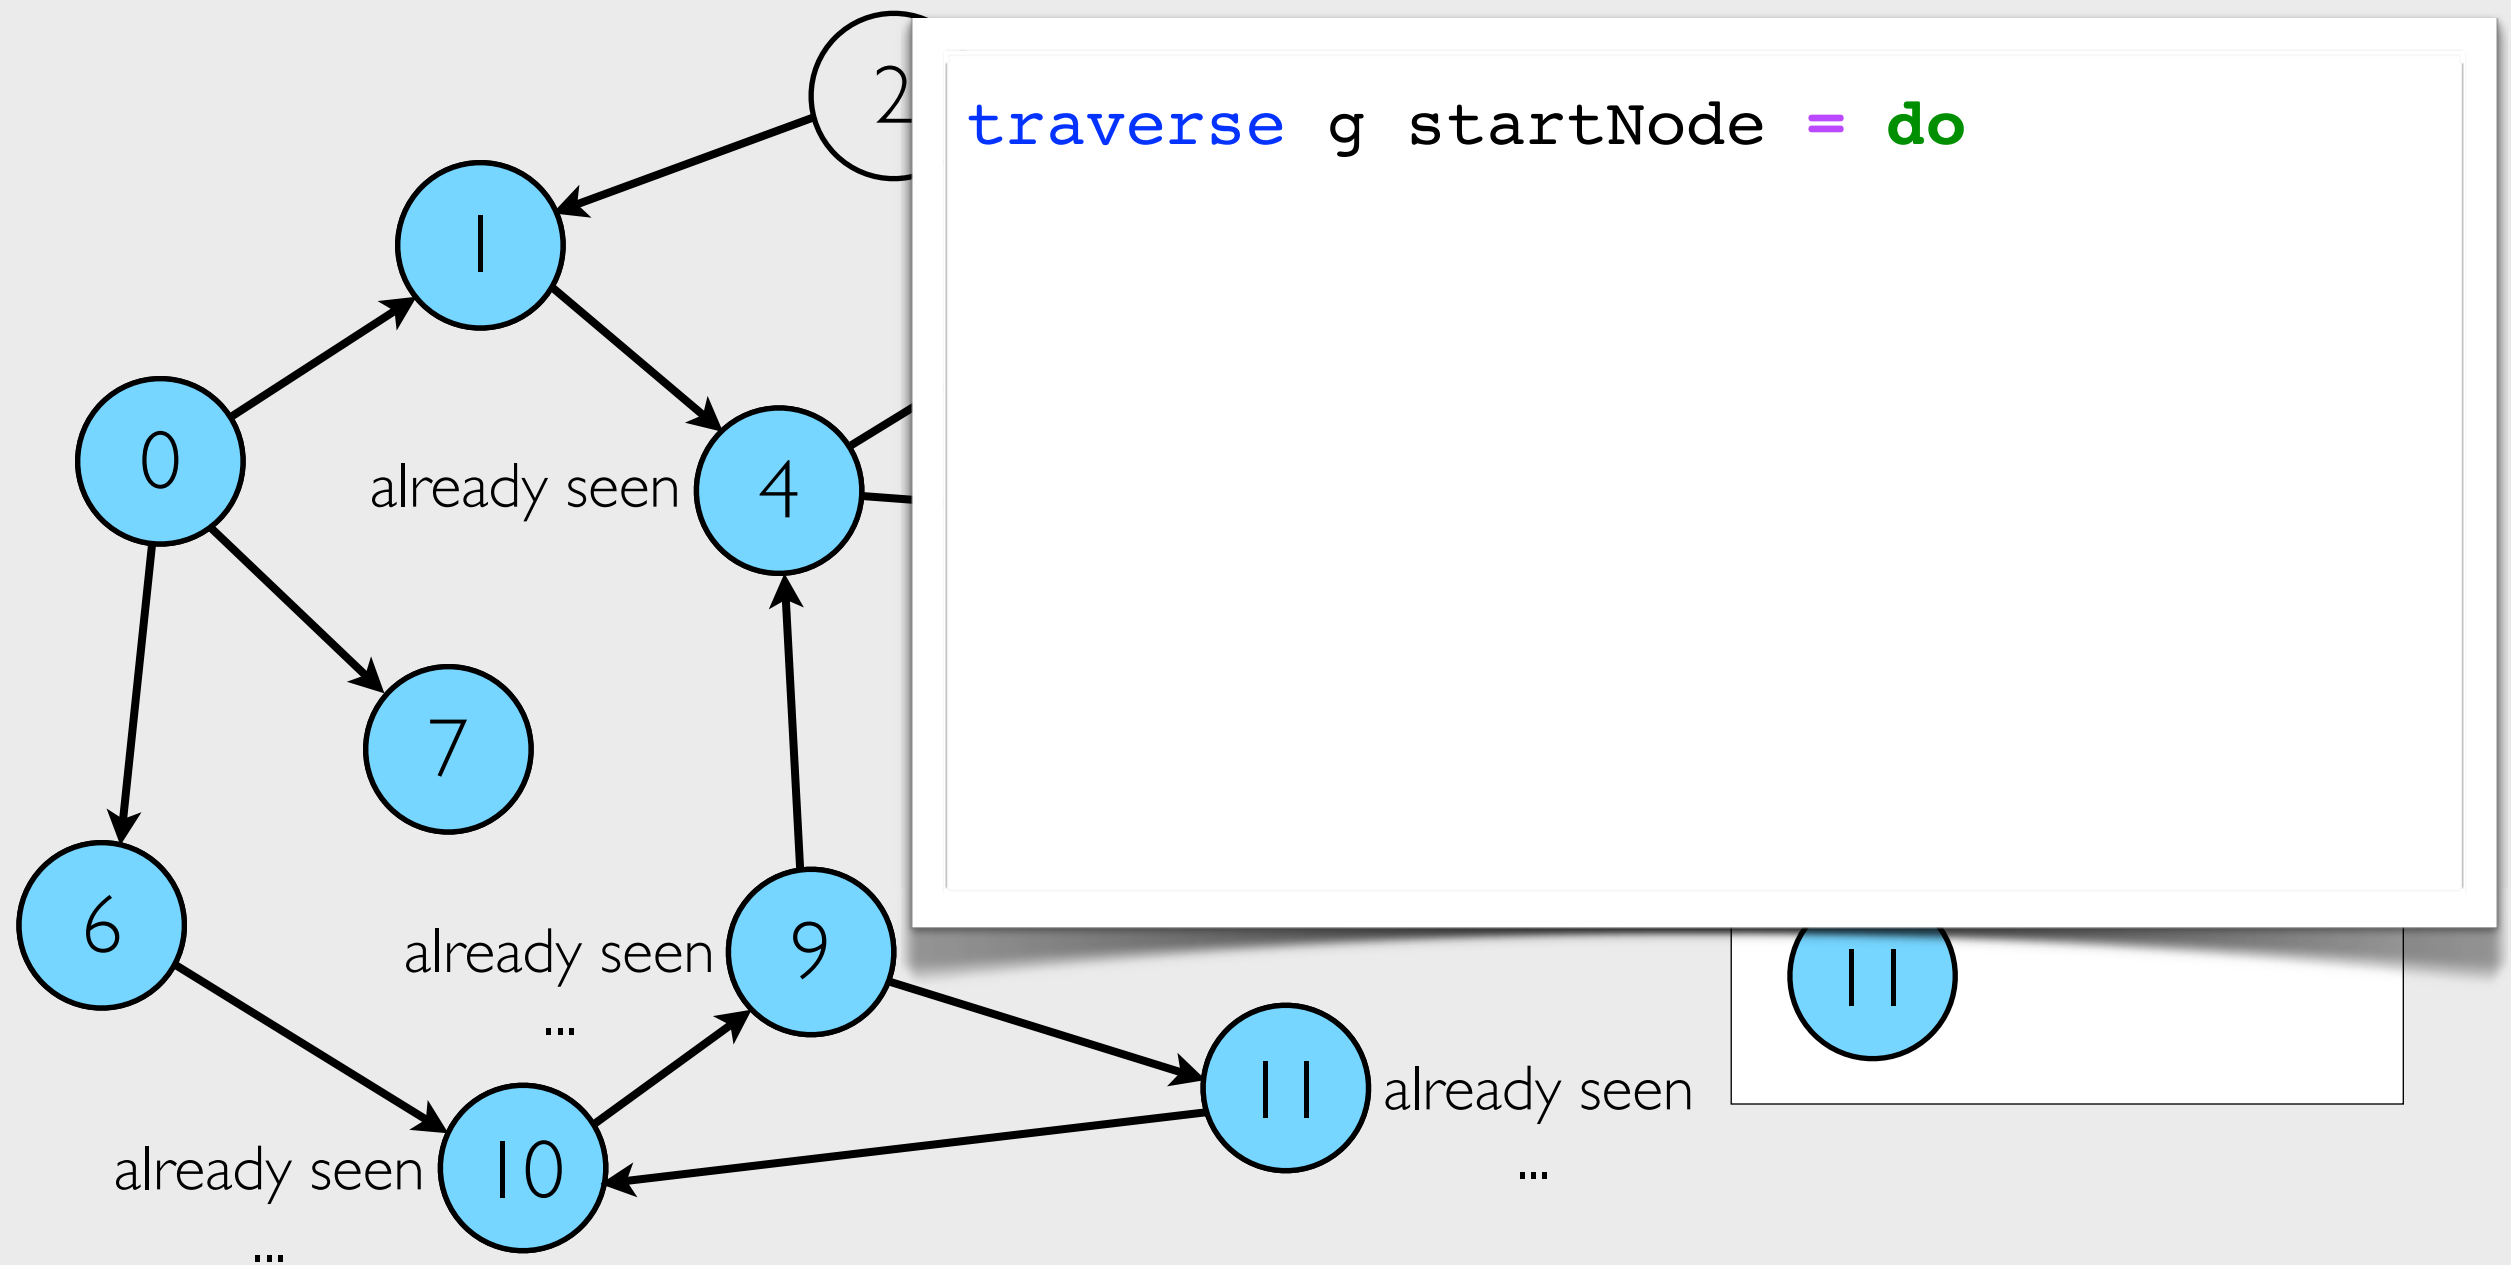 2
traverse g startNode = do
1
0
already seen
4
7
6
already seen
9
...
11
11
already seen
...
already seen
10
...